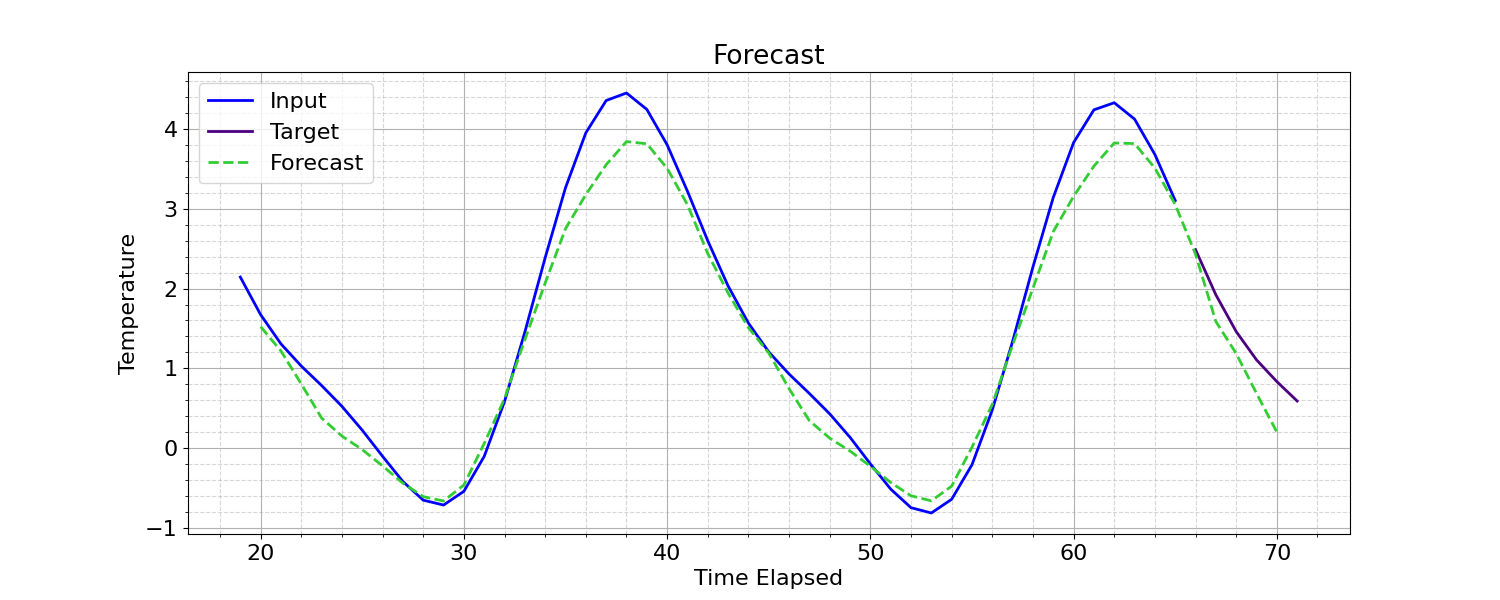 Forecast
Input
Target
Forecast
Temperature
4
3
2
1
0
−1
20 30 40 50 60 70
Time Elapsed